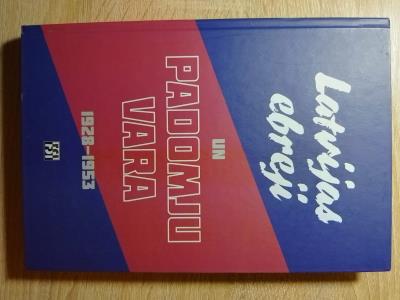 Latvijas
ebreji
UN
PADOMJU
VARA
1928–1953